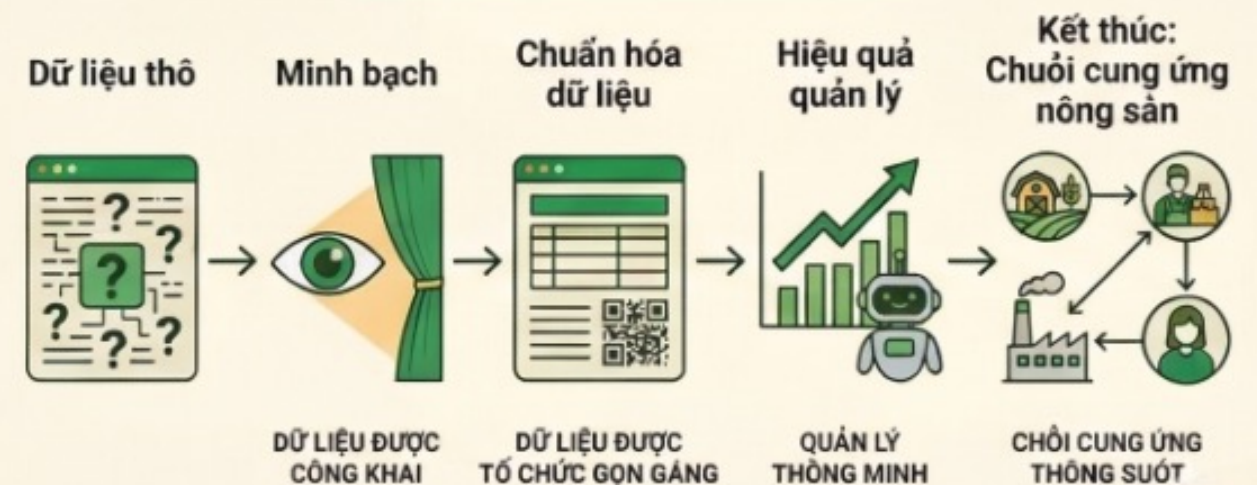 Dữ liệu thô
Minh bạch
Chuẩn hóa
dữ liệu
Hiệu quả
quản lý
Kết thúc:
Chuỗi cung ứng
nông sản
?
?
?
?
?
?
DỮ LIỆU ĐƯỢC
CÔNG KHAI
DỮ LIỆU ĐƯỢC
TỔ CHỨC GỌN GÀNG
QUẢN LÝ
THÔNG MINH
CHỖI CUNG ỨNG
THÔNG SUỐT